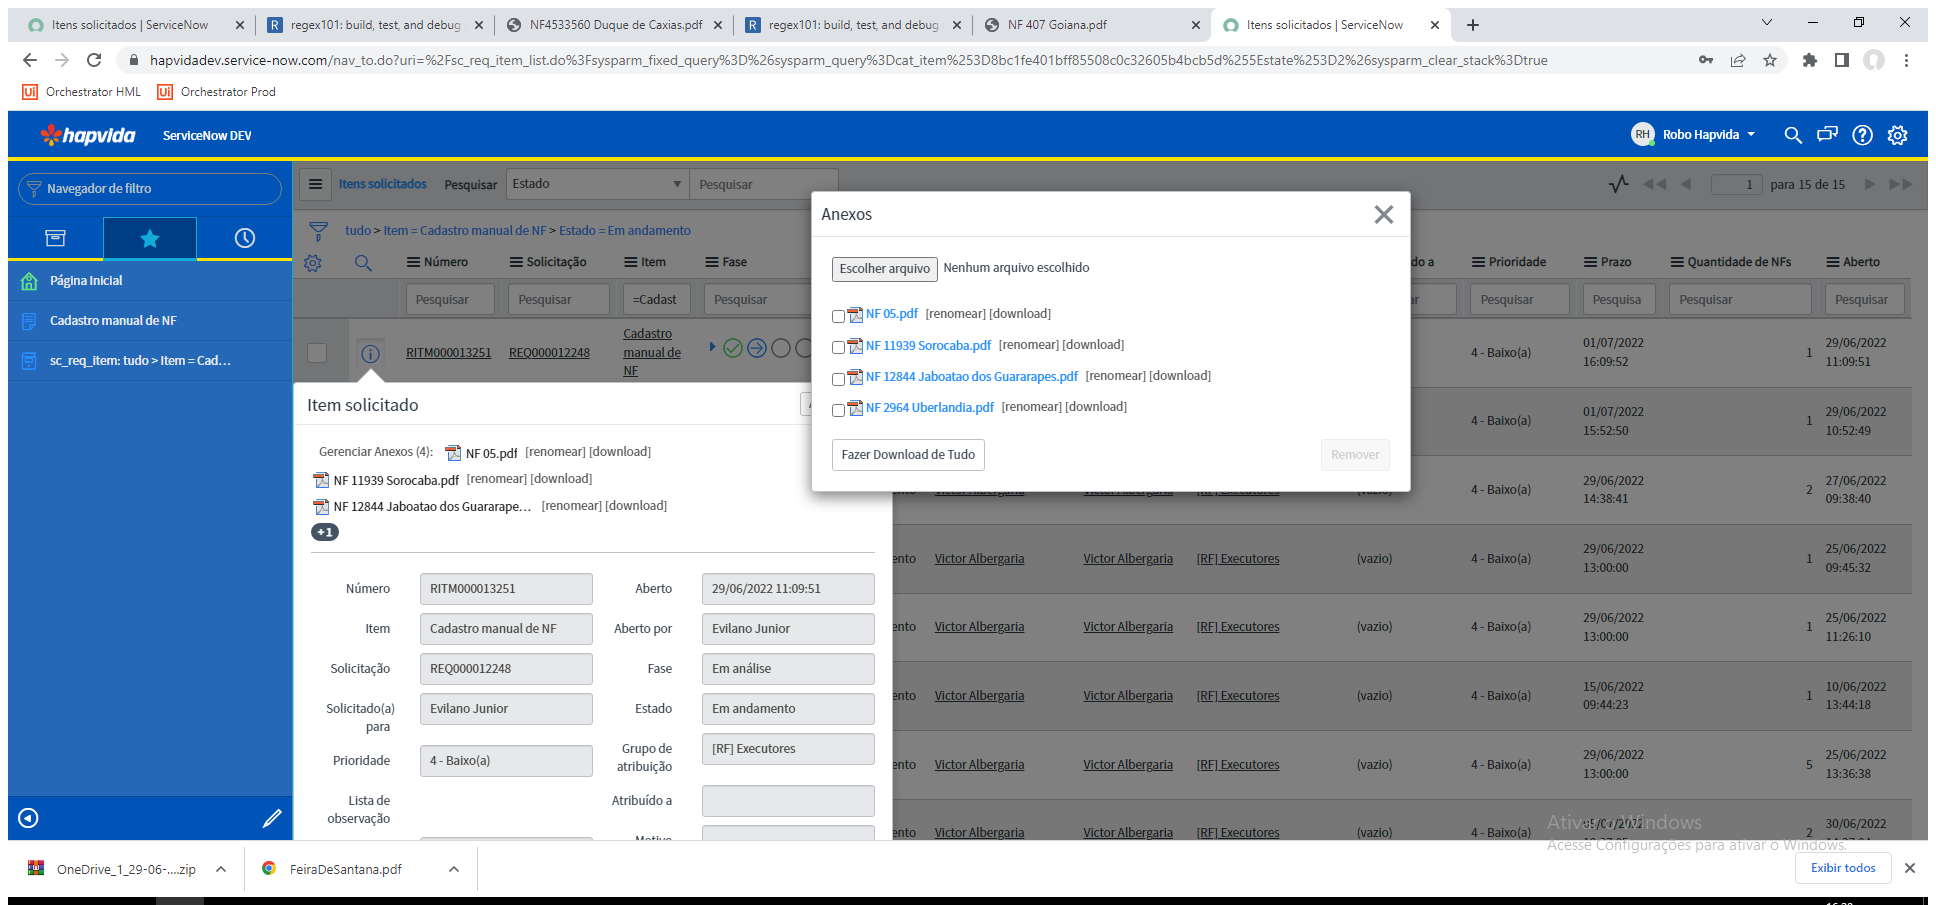 Itens solicitados | ServiceNow
regex101: build, test, and debug
NF4533560 Duque de Caxias.pdf
regex101: build, test, and debug
NF 407 Goiana.pdf
Itens solicitados | ServiceNow
hapvidadev.service-now.com/nav_to.do?uri=%2Fsc_req_item_list.do%3Fsysparm_fixed_query%3D%26sysparm_query%3Dcat_item%253D8bc1fe401bff85508c0c32605b4bcb5d%255Estate%253D2%26sysparm_clear_stack%3Dtrue
Ui Orchestrator HML
Ui Orchestrator Prod
hapvida
ServiceNow DEV
RH Robo Hapvida
Navegador de filtro
Página Inicial
Cadastro manual de NF
sc_req_item: tudo > Item = Cad...
Itens solicitados Pesquisar Estado Pesquisar
1 para 15 de 15
tudo > Item = Cadastro manual de NF > Estado = Em andamento
Número Solicitação Item Fase do a Prioridade Prazo Quantidade de NFs Aberto
Pesquisar Pesquisar =Cadast Pesquisar ar Pesquisar Pesquisa Pesquisar Pesquisar
RITM000013251 REQ000012248 Cadastro manual de NF
4 - Baixo(a) 01/07/2022 16:09:52 1 29/06/2022 11:09:51
4 - Baixo(a) 01/07/2022 15:52:50 1 29/06/2022 10:52:49
ento Victor Albergaria Victor Albergaria [RF] Executores (vazio) 4 - Baixo(a) 29/06/2022 14:38:41 2 27/06/2022 09:38:40
ento Victor Albergaria Victor Albergaria [RF] Executores (vazio) 4 - Baixo(a) 29/06/2022 13:00:00 1 25/06/2022 09:45:32
ento Victor Albergaria Victor Albergaria [RF] Executores (vazio) 4 - Baixo(a) 29/06/2022 13:00:00 1 25/06/2022 11:26:10
ento Victor Albergaria Victor Albergaria [RF] Executores (vazio) 4 - Baixo(a) 15/06/2022 09:44:23 1 10/06/2022 13:44:18
ento Victor Albergaria Victor Albergaria [RF] Executores (vazio) 4 - Baixo(a) 29/06/2022 13:00:00 5 25/06/2022 13:36:38
ento Victor Albergaria Victor Albergaria [RF] Executores (vazio) 4 - Baixo(a) 2 30/06/2022
Anexos
Escolher arquivo Nenhum arquivo escolhido
NF 05.pdf [renomear] [download]
NF 11939 Sorocaba.pdf [renomear] [download]
NF 12844 Jaboatao dos Guararapes.pdf [renomear] [download]
NF 2964 Uberlandia.pdf [renomear] [download]
Fazer Download de Tudo
Remover
Item solicitado
Gerenciar Anexos (4): NF 05.pdf [renomear] [download]
NF 11939 Sorocaba.pdf [renomear] [download]
NF 12844 Jaboatao dos Guararape... [renomear] [download]
+1
Número RITM000013251 Aberto 29/06/2022 11:09:51
Item Cadastro manual de NF Aberto por Evilano Junior
Solicitação REQ000012248 Fase Em análise
Solicitado(a) para Evilano Junior Estado Em andamento
Prioridade 4 - Baixo(a) Grupo de atribuição [RF] Executores
Lista de observação Atribuído a
Motivo
Ativar o Windows
Acesse Configurações para ativar o Windows.
OneDrive_1_29-06-....zip
FeiraDeSantana.pdf
Exibir todos